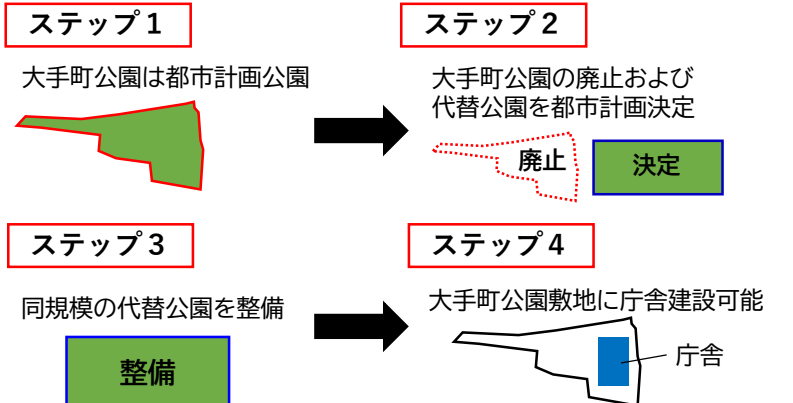 ステップ１
大手町公園は都市計画公園
ステップ２
大手町公園の廃止および
代替公園を都市計画決定
廃止
決定
ステップ３
同規模の代替公園を整備
整備
ステップ４
大手町公園敷地に庁舎建設可能
庁舎